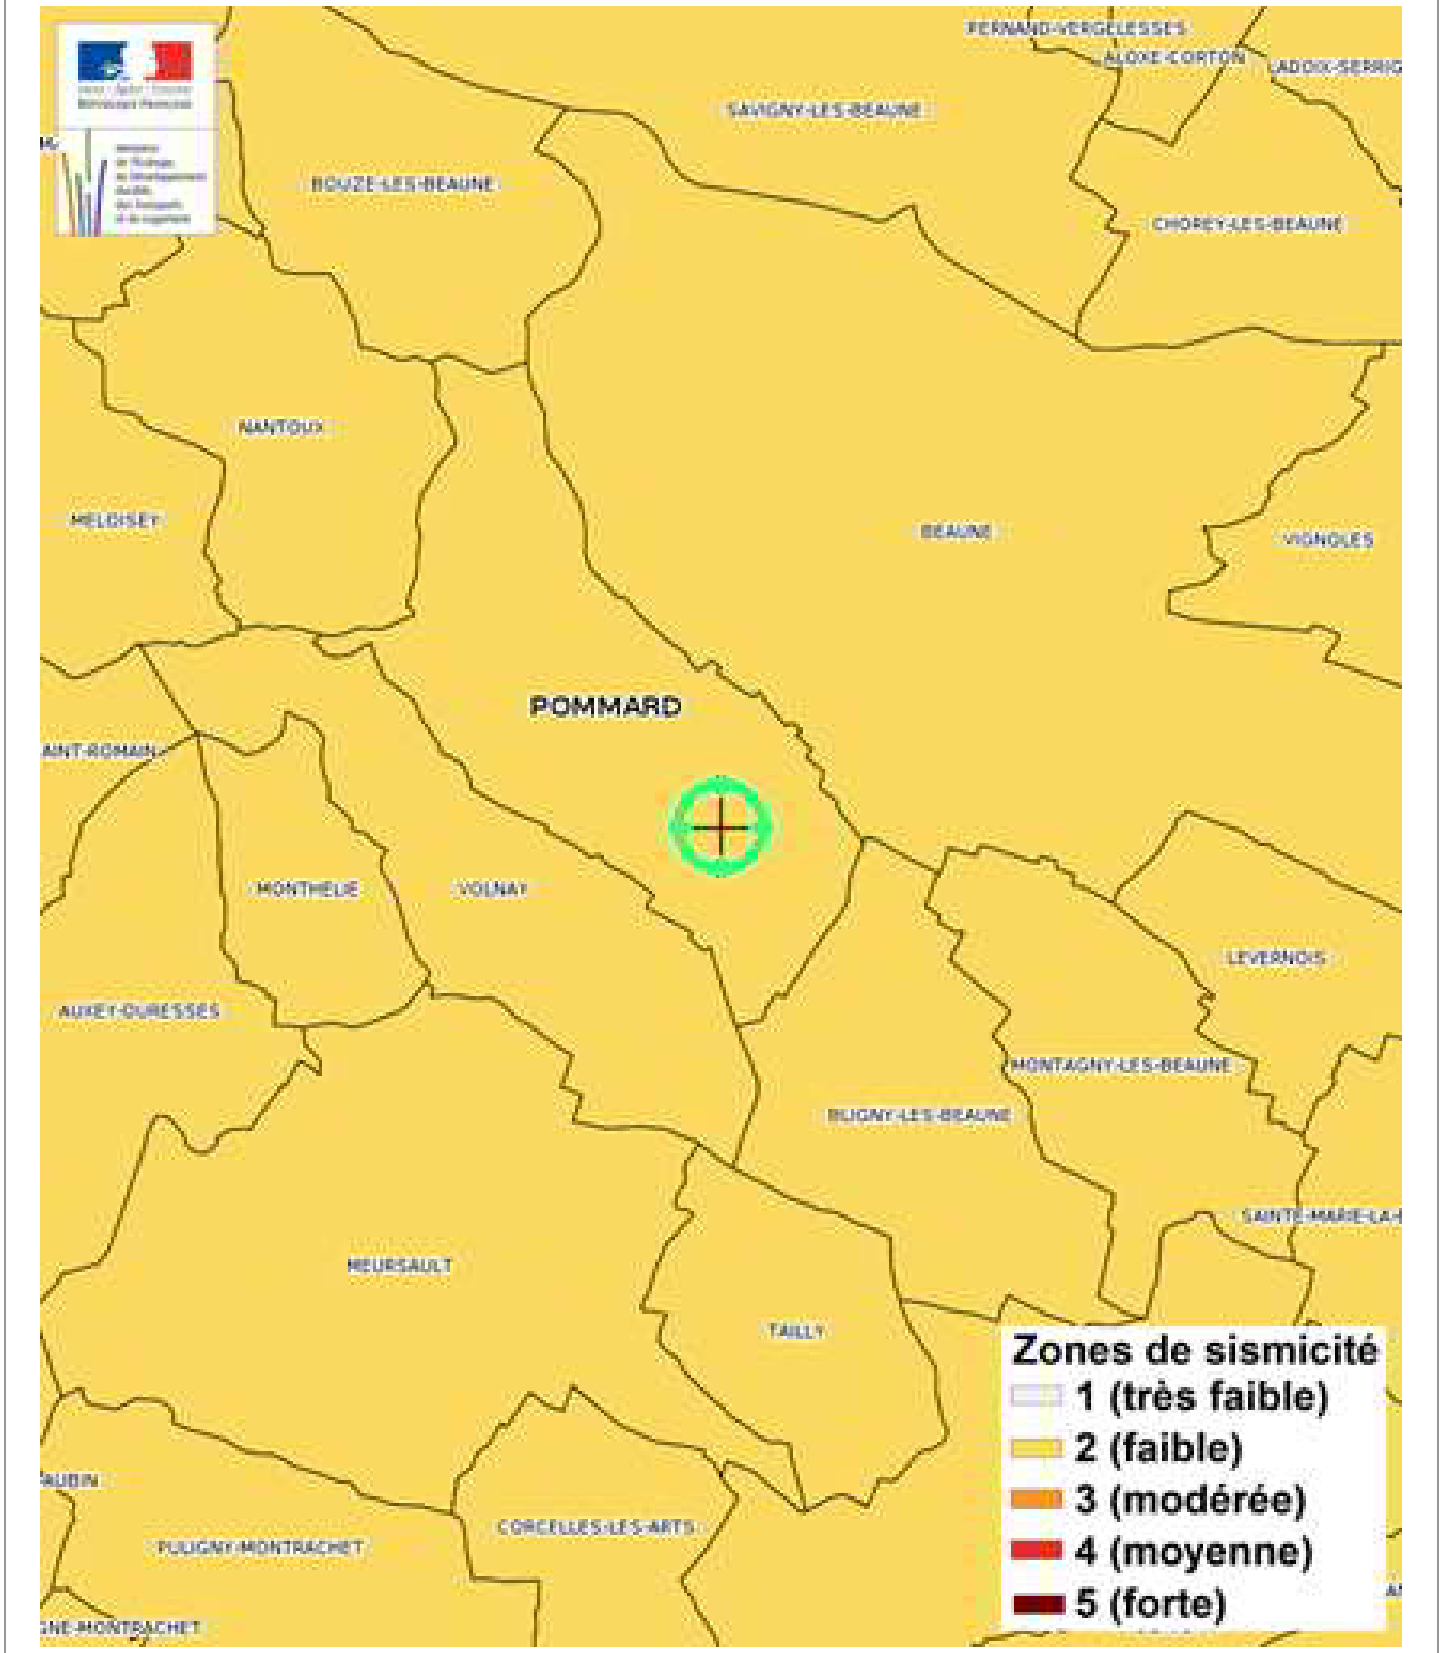 PERNAND-VERGELESSES
ALOXE-CORTON
LADOIX-SERRIG
SAVIGNY-LES-BEAUNE
BOUZE-LES-BEAUNE
CHOREY-LES-BEAUNE
NANTOUX
MELOISEY
BEAUNE
VIGNOLES
POMMARD
AINT-ROMAIN
MONTHELIE
VOLNAY
LEVERNOIS
AUXEY-DURESSES
MONTAGNY-LES-BEAUNE
BLIGNY-LES-BEAUNE
SAINTE-MARIE-LA-B
MEURSAULT
TAILLY
Zones de sismicité
1 (très faible)
2 (faible)
3 (modérée)
4 (moyenne)
5 (forte)
AUBIN
CORCELLES-LES-ARTS
PULIGNY-MONTRACHET
GNE-MONTRACHET